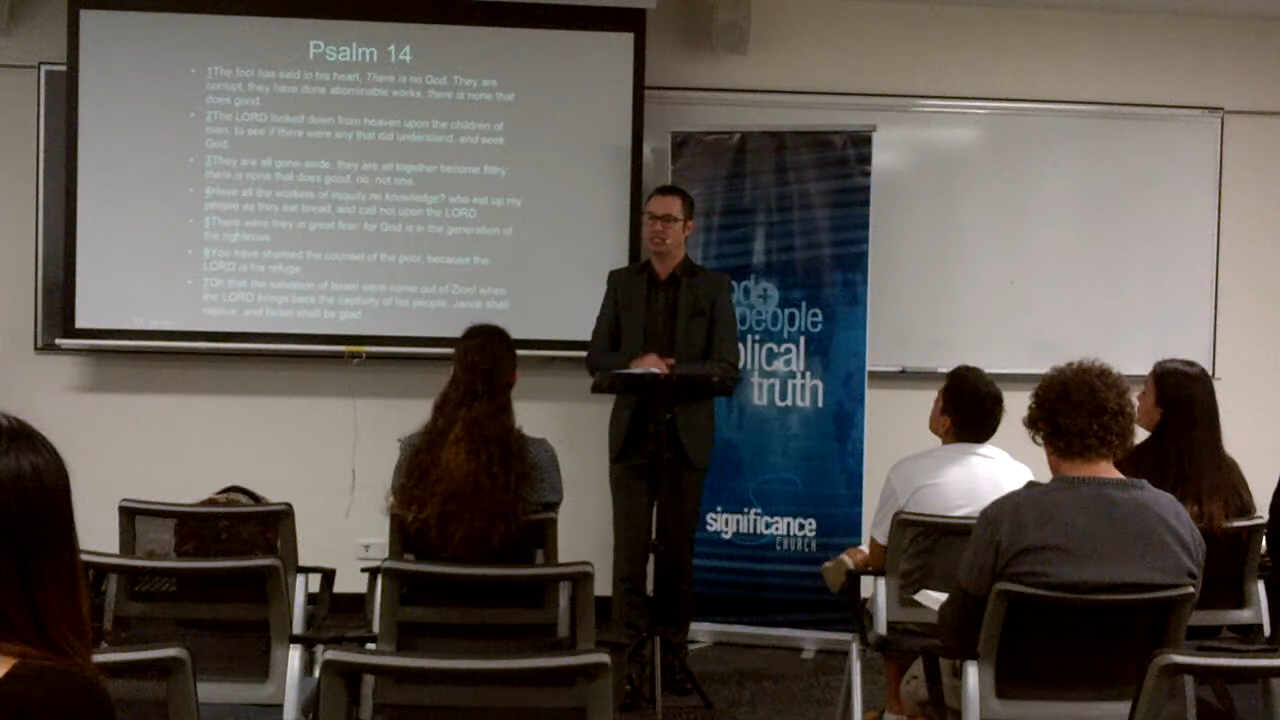 Psalm 14
• 1The fool has said in his heart, There is no God. They are
corrupt, they have done abominable works, there is none that
does good.
• 2The LORD looked down from heaven upon the children of
men, to see if there were any that did understand, and seek
God.
• 3They are all gone aside, they are all together become filthy:
there is none that does good, no, not one.
• 4Have all the workers of iniquity no knowledge? who eat up my
people as they eat bread, and call not upon the LORD.
• 5There were they in great fear: for God is in the generation of
the righteous.
• 6You have shamed the counsel of the poor, because the
LORD is his refuge.
• 7Oh that the salvation of Israel were come out of Zion! when
the LORD brings back the captivity of his people, Jacob shall
rejoice, and Israel shall be glad.
od+
people
olical
truth
significance
CHURCH